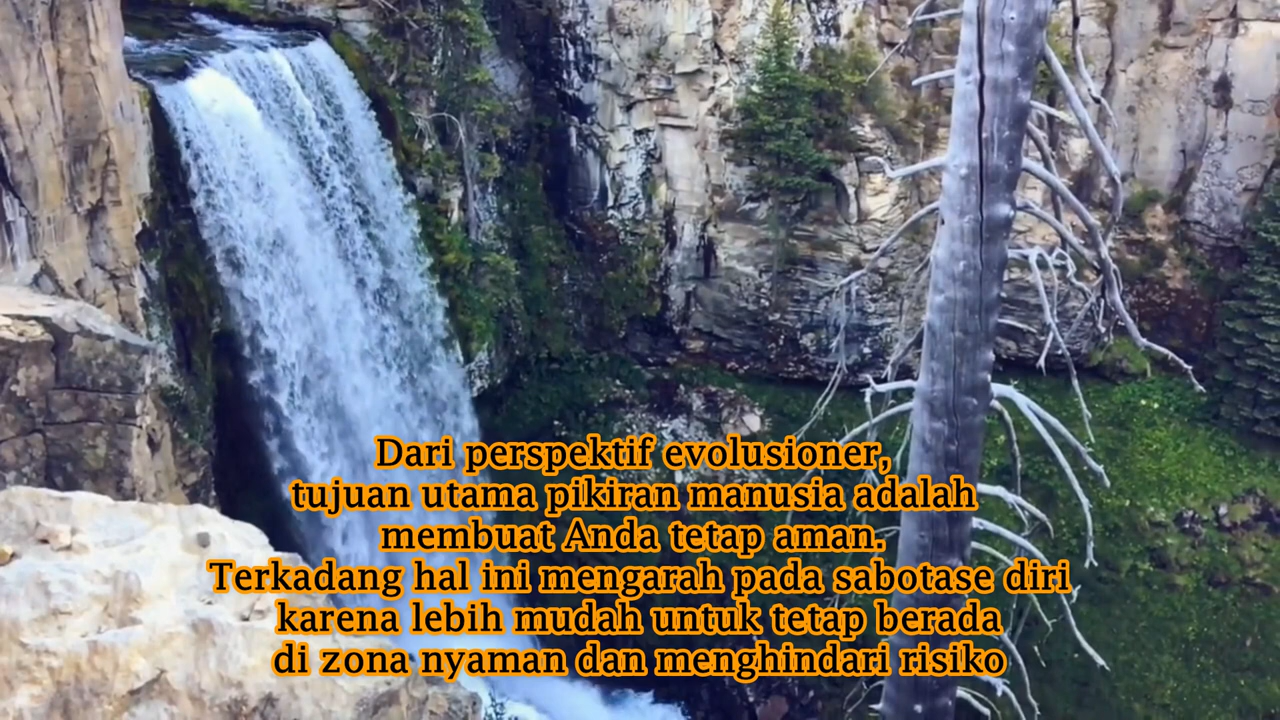 Dari perspektif evolusioner,
tujuan utama pikiran manusia adalah
membuat Anda tetap aman.
Terkadang hal ini mengarah pada sabotase diri
karena lebih mudah untuk tetap berada
di zona nyaman dan menghindari risiko